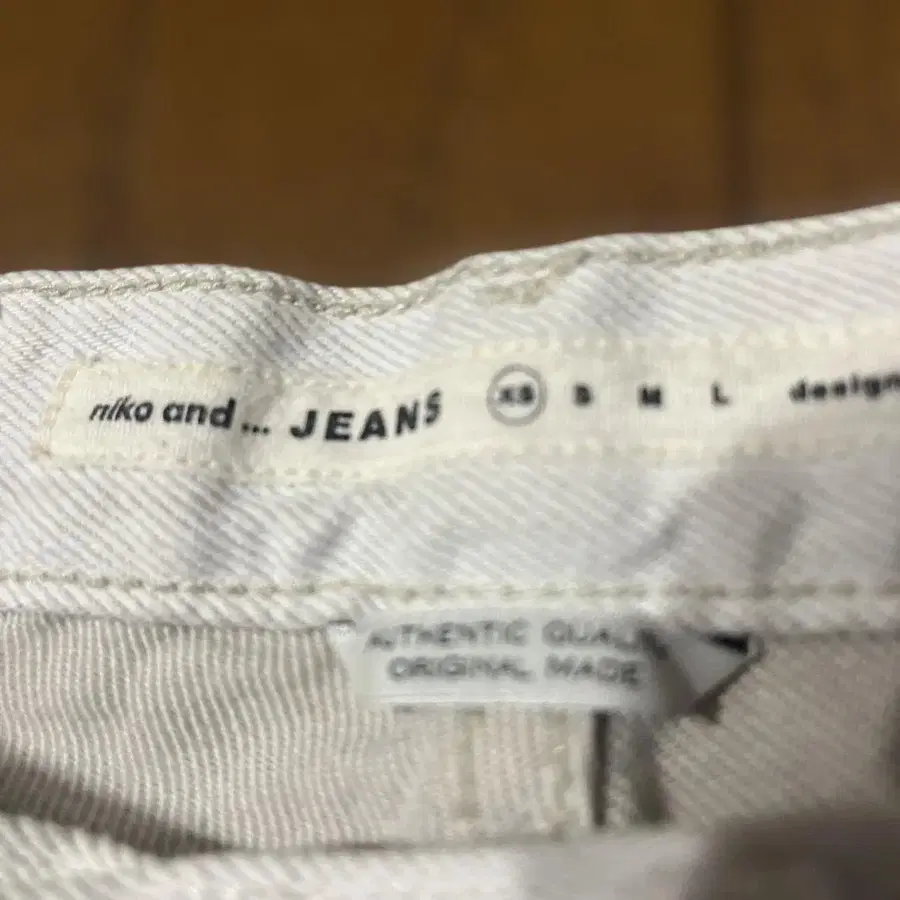 niko and ... JEANS XS S M L design
AUTHENTIC QUAL
ORIGINAL MADE